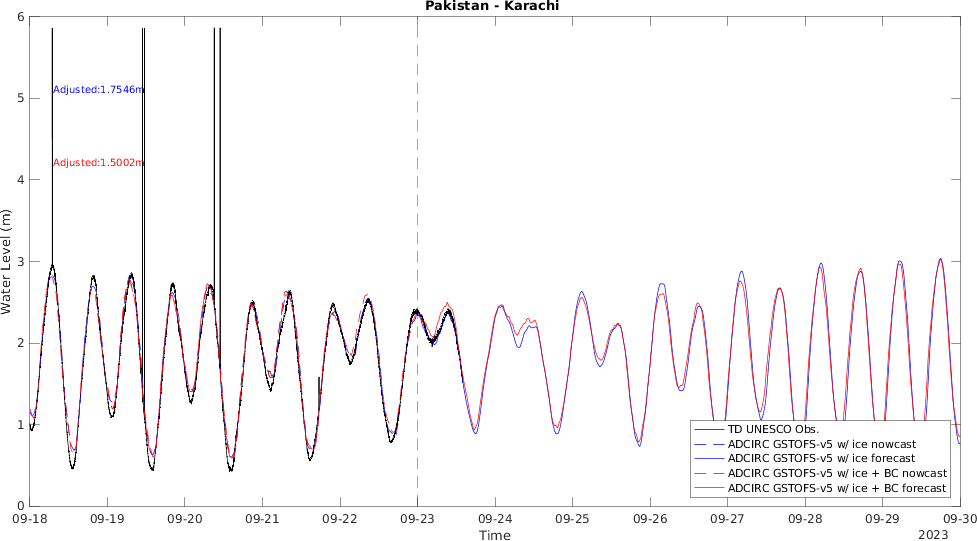 Pakistan - Karachi
6
5
4
3
2
1
0
Water Level (m)
Adjusted:1.7546m
Adjusted:1.5002m
TD UNESCO Obs.
ADCIRC GSTOFS-v5 w/ ice nowcast
ADCIRC GSTOFS-v5 w/ ice forecast
ADCIRC GSTOFS-v5 w/ ice + BC nowcast
ADCIRC GSTOFS-v5 w/ ice + BC forecast
09-18 09-19 09-20 09-21 09-22 09-23 09-24 09-25 09-26 09-27 09-28 09-29 09-30
Time
2023